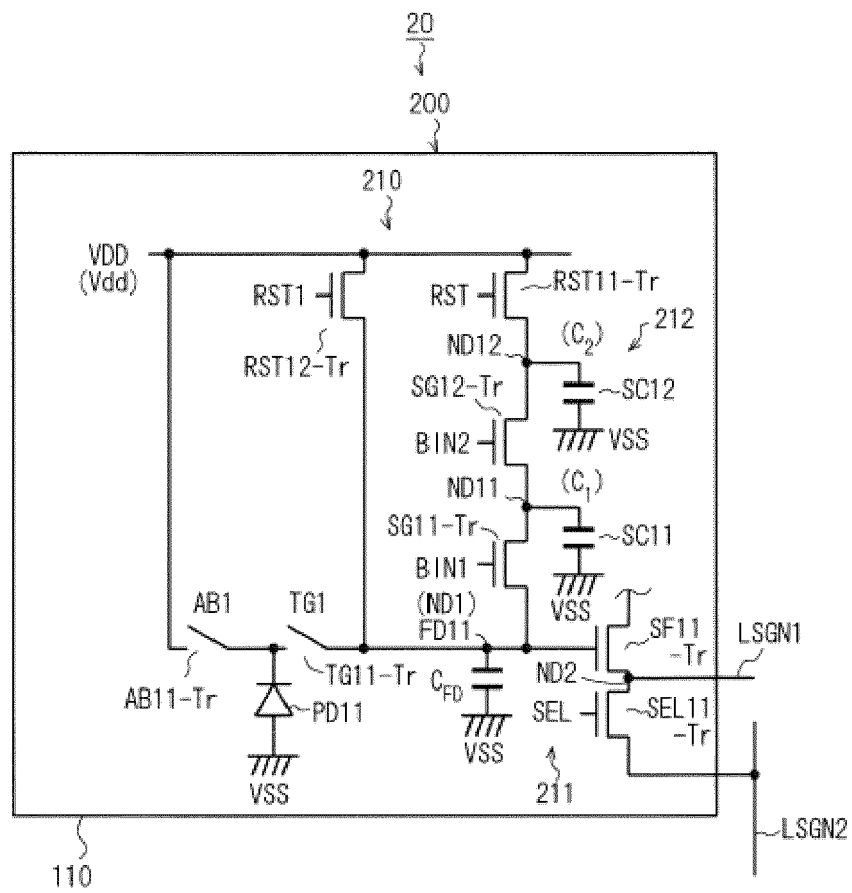 20
200
210
VDD
(Vdd)
RST1
RST
RST11-Tr
RST12-Tr
(C2)
212
ND12
SG12-Tr
SC12
BIN2
VSS
ND11
(C1)
SG11-Tr
SC11
BIN1
VSS
(ND1)
AB1
TG1
FD11
SF11
-Tr
LSGN1
TG11-Tr
ND2
AB11-Tr
CFD
PD11
SEL
SEL11
-Tr
VSS
VSS
211
LSGN2
110